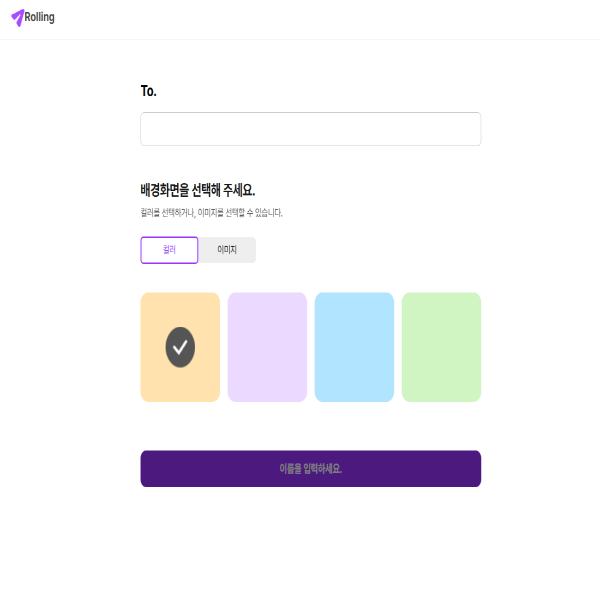 Rolling
To.
배경화면을 선택해 주세요.
컬러를 선택하거나, 이미지를 선택할 수 있습니다.
컬러
이미지
이름을 입력하세요.